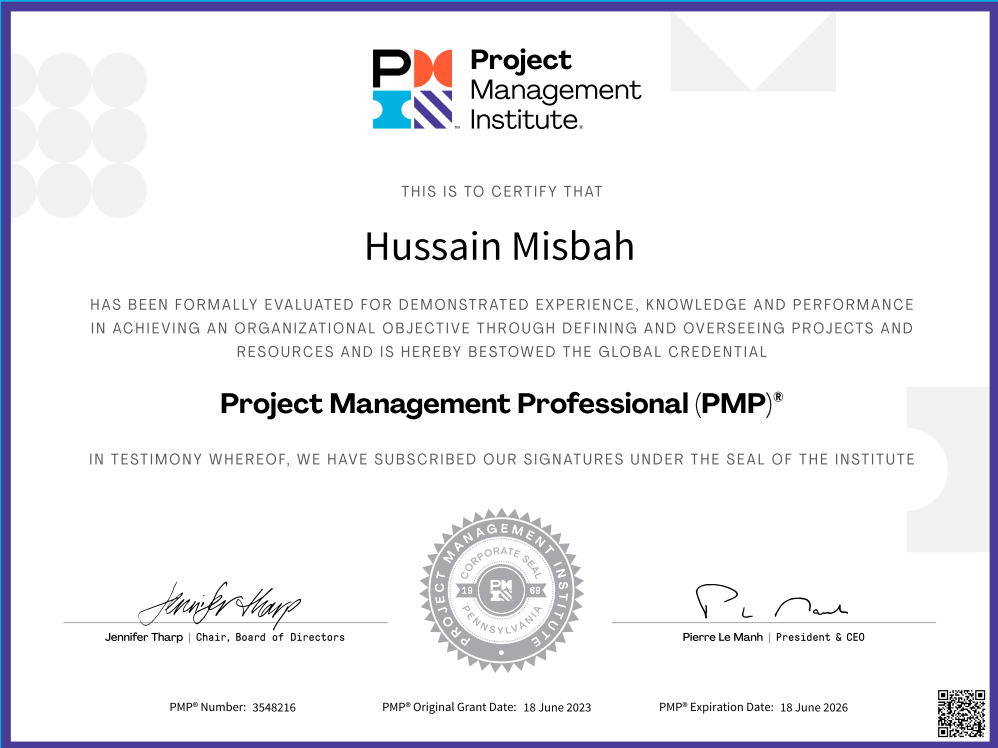 Project
Management
Institute®
THIS IS TO CERTIFY THAT
Hussain Misbah
HAS BEEN FORMALLY EVALUATED FOR DEMONSTRATED EXPERIENCE, KNOWLEDGE AND PERFORMANCE
IN ACHIEVING AN ORGANIZATIONAL OBJECTIVE THROUGH DEFINING AND OVERSEEING PROJECTS AND
RESOURCES AND IS HEREBY BESTOWED THE GLOBAL CREDENTIAL
Project Management Professional (PMP)®
IN TESTIMONY WHEREOF, WE HAVE SUBSCRIBED OUR SIGNATURES UNDER THE SEAL OF THE INSTITUTE
PROJECT MANAGEMENT INSTITUTE
CORPORATE SEAL
19 69
PENNSYLVANIA
Jennifer Tharp
Jennifer Tharp | Chair, Board of Directors
Pierre Le Manh | President & CEO
PMP® Number: 3548216
PMP® Original Grant Date: 18 June 2023
PMP® Expiration Date: 18 June 2026